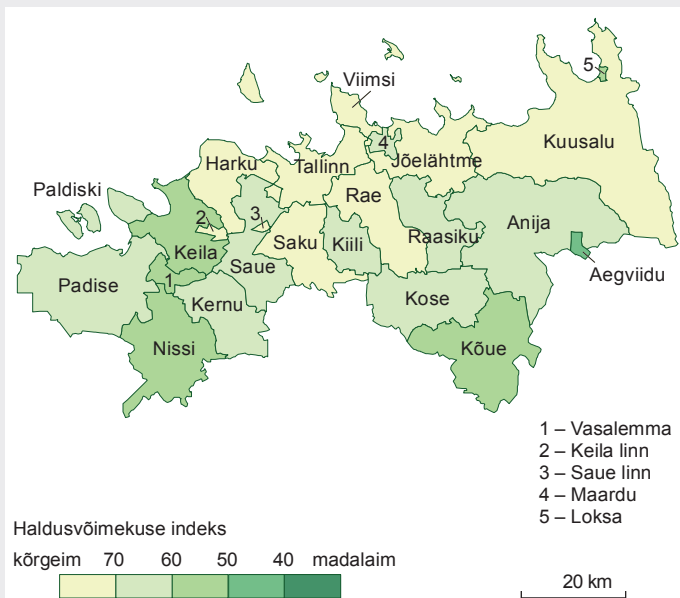 5
Viimsi
4
Kuusalu
Harku
Tallinn
Jõelähtme
Paldiski
Rae
2
3
Anija
Keila
Saku
Kiili
Raasiku
Saue
Aegviidu
1
Padise
Kernu
Kose
Nissi
Kõue
1 – Vasalemma
2 – Keila linn
3 – Saue linn
4 – Maardu
5 – Loksa
Haldusvõimekuse indeks
kõrgeim 70 60 50 40 madalaim
20 km